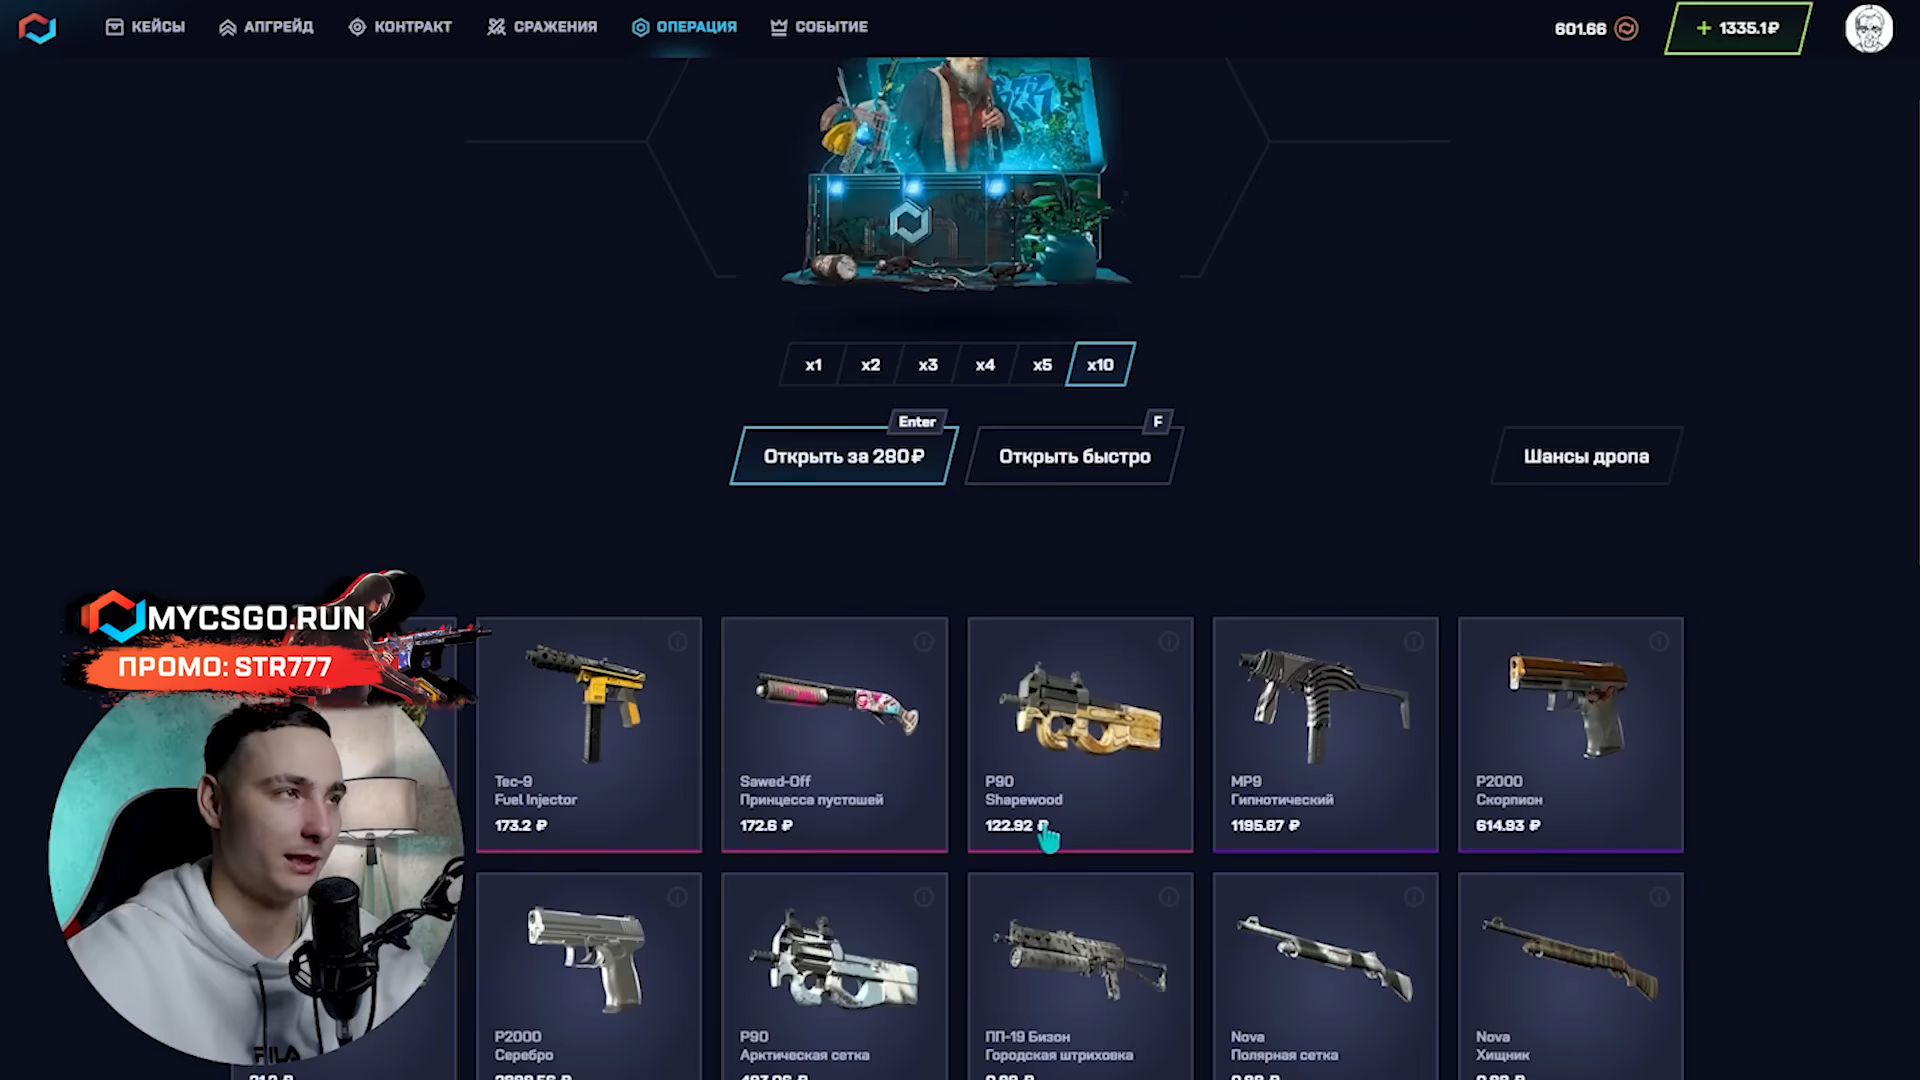 КЕЙСЫ
АПГРЕЙД
КОНТРАКТ
СРАЖЕНИЯ
ОПЕРАЦИЯ
СОБЫТИЕ
601.66
+ 1335.1₽
x1
x2
x3
x4
x5
x10
Enter
Открыть за 280₽
F
Открыть быстро
Шансы дропа
MYCSGO.RUN
ПРОМО: STR777
Tec-9
Fuel Injector
173.2 ₽
Sawed-Off
Принцесса пустошей
172.6 ₽
P90
Shapewood
122.92 ₽
MP9
Гипнотический
1195.87 ₽
P2000
Скорпион
614.93 ₽
P2000
Серебро
P90
Арктическая сетка
ПП-19 Бизон
Городская штриховка
Nova
Полярная сетка
Nova
Хищник
FILA